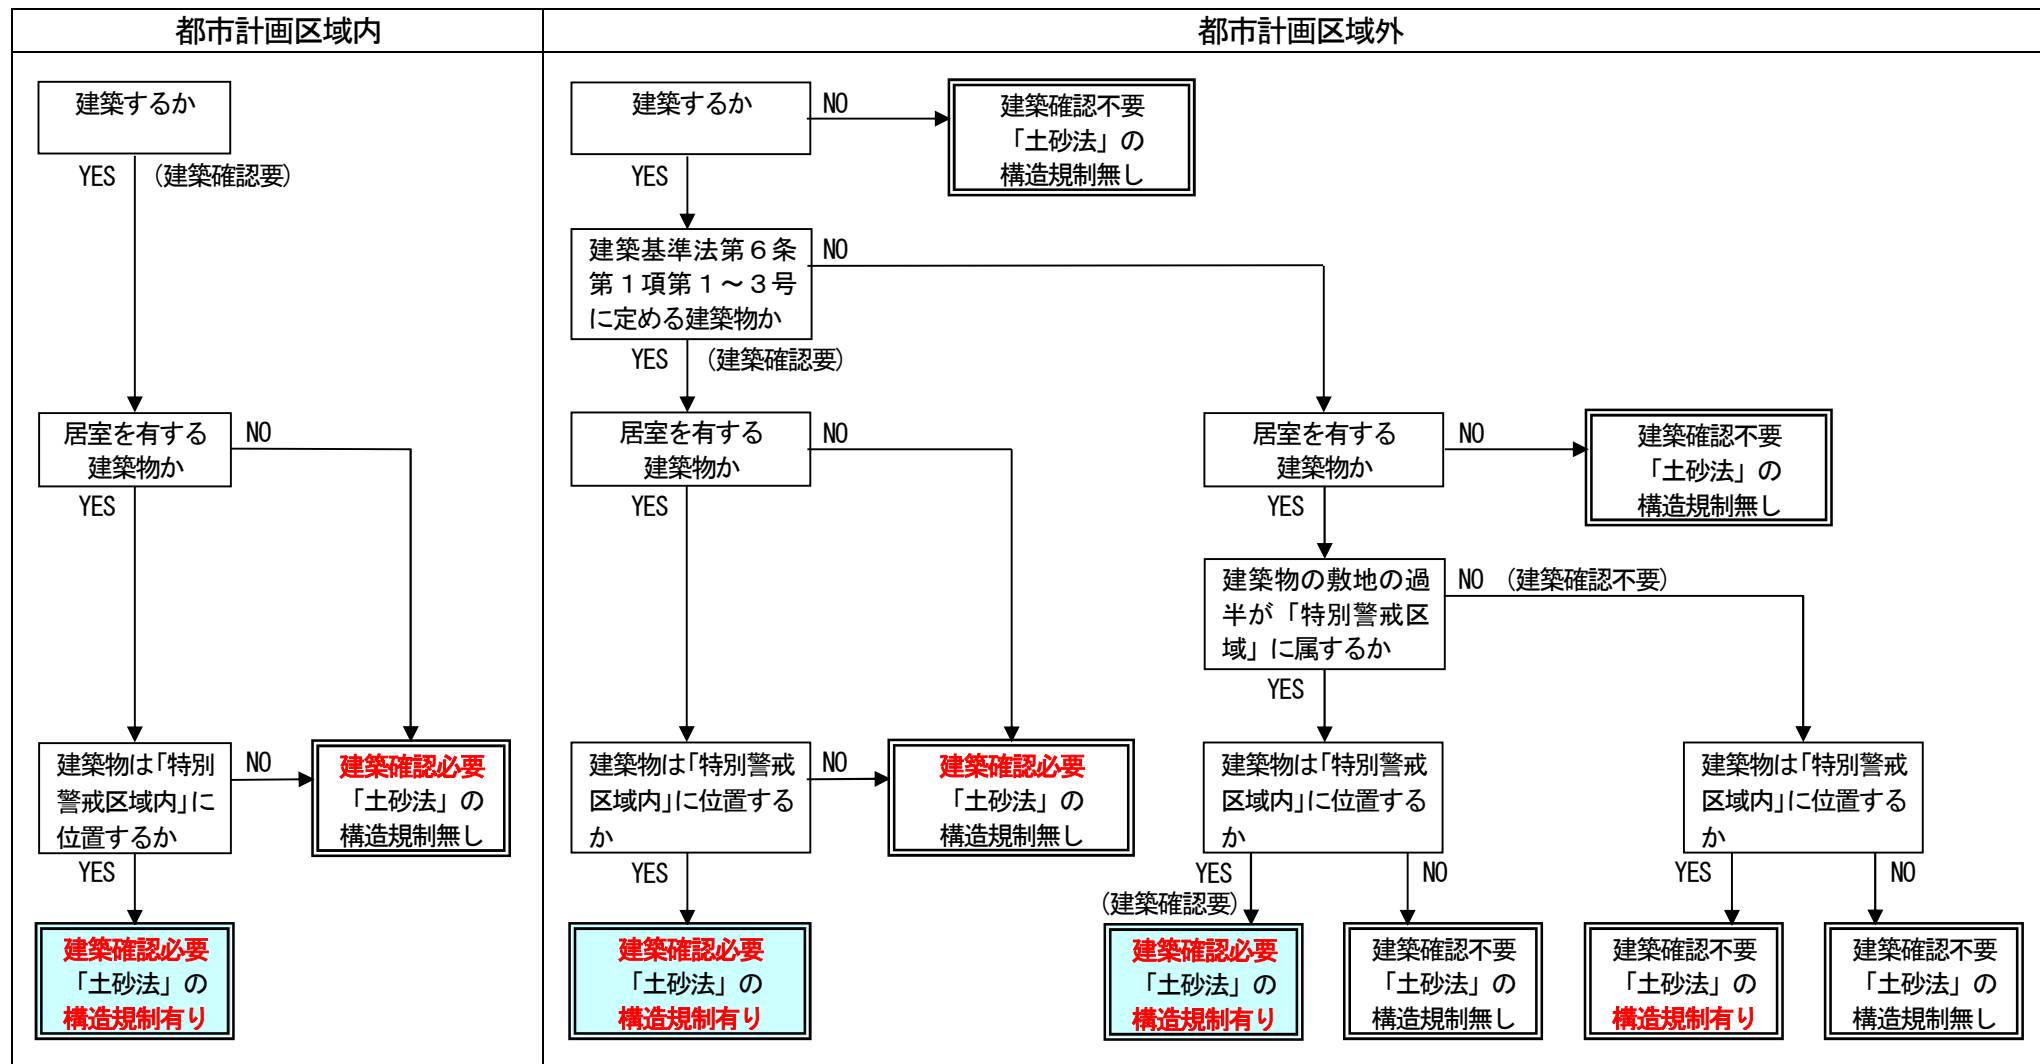 都市計画区域内
都市計画区域外
建築するか
YES
(建築確認要)
居室を有する
建築物か
NO
YES
建築物は「特別
警戒区域内」に
位置するか
NO
建築確認必要
「土砂法」の
構造規制無し
YES
建築確認必要
「土砂法」の
構造規制有り
建築するか
NO
建築確認不要
「土砂法」の
構造規制無し
YES
建築基準法第6条
第1項第1～3号
に定める建築物か
NO
YES
(建築確認要)
居室を有する
建築物か
NO
YES
建築物は「特別警戒
区域内」に位置する
か
NO
建築確認必要
「土砂法」の
構造規制無し
YES
建築確認必要
「土砂法」の
構造規制有り
居室を有する
建築物か
NO
建築確認不要
「土砂法」の
構造規制無し
YES
建築物の敷地の過
半が「特別警戒区
域」に属するか
NO (建築確認不要)
YES
建築物は「特別警戒
区域内」に位置する
か
YES
(建築確認要)
NO
建築確認必要
「土砂法」の
構造規制有り
建築確認不要
「土砂法」の
構造規制無し
建築物は「特別警戒
区域内」に位置する
か
YES
NO
建築確認不要
「土砂法」の
構造規制有り
建築確認不要
「土砂法」の
構造規制無し